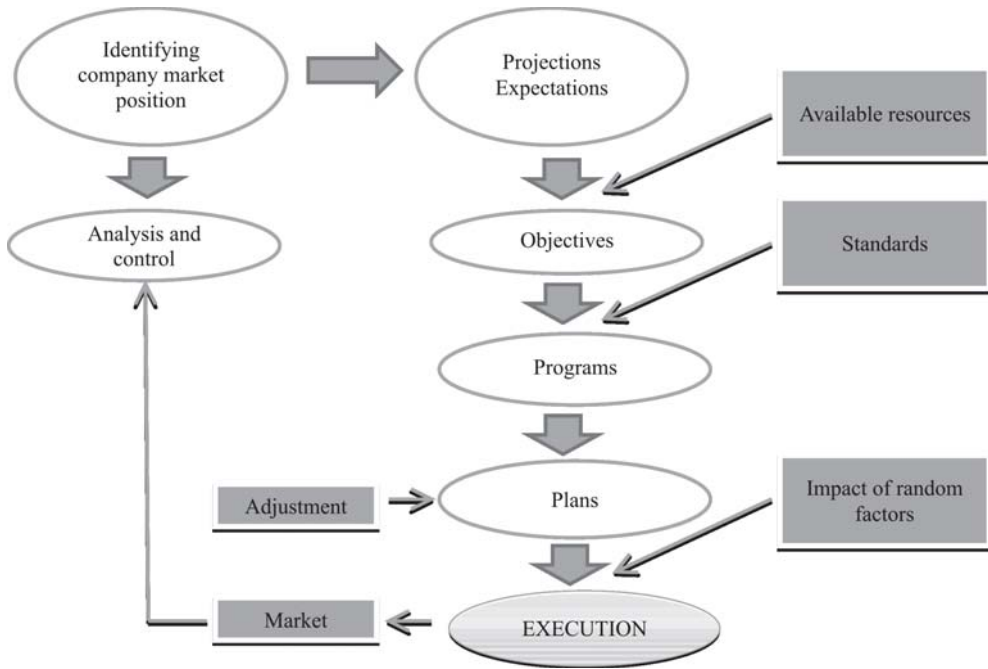 Identifying
company market
position
Projections
Expectations
Available resources
Analysis and
control
Objectives
Standards
Programs
Adjustment
Plans
Impact of random
factors
Market
EXECUTION